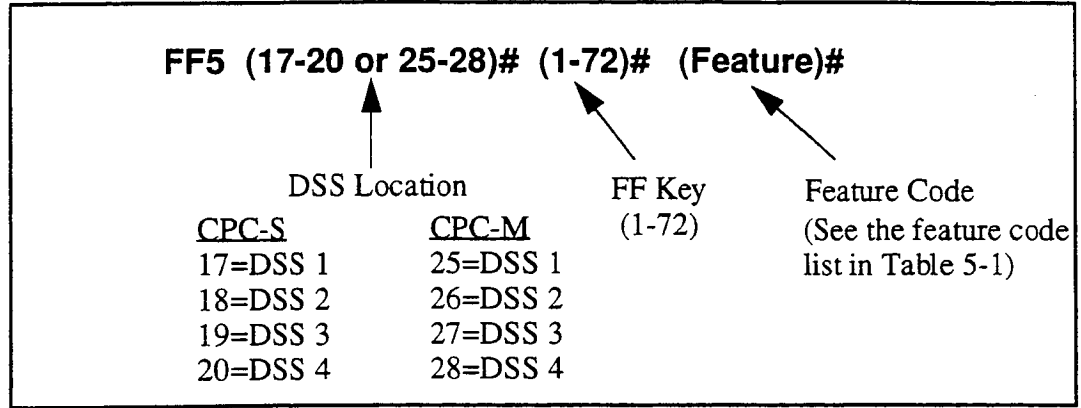 FF5 (17-20 or 25-28)# (1-72)# (Feature)#
DSS Location
CPC-S
17=DSS 1
18=DSS 2
19=DSS 3
20=DSS 4
CPC-M
25=DSS 1
26=DSS 2
27=DSS 3
28=DSS 4
FF Key
(1-72)
Feature Code
(See the feature code
list in Table 5-1)